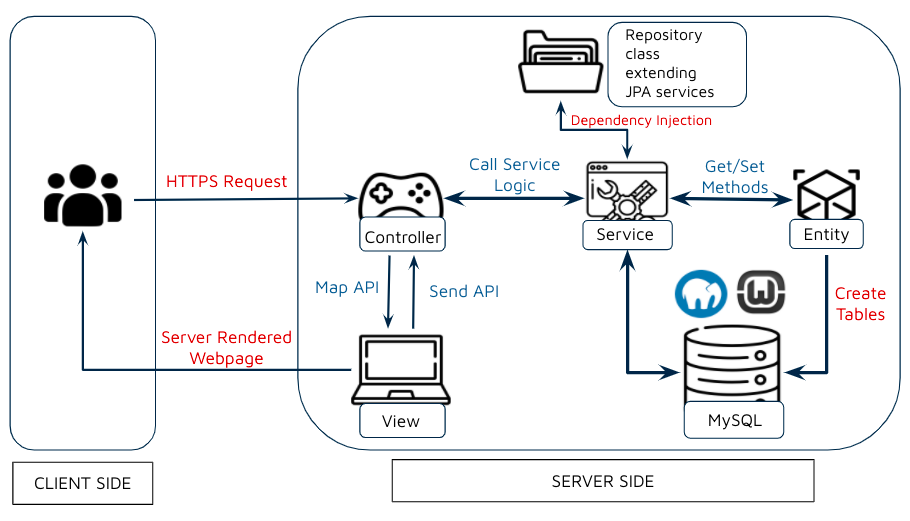 Repository
class
extending
JPA services
Dependency Injection
HTTPS Request
Call Service
Logic
Get/Set
Methods
Controller
Service
Entity
Map API
Send API
Create
Tables
Server Rendered
Webpage
View
MySQL
CLIENT SIDE
SERVER SIDE